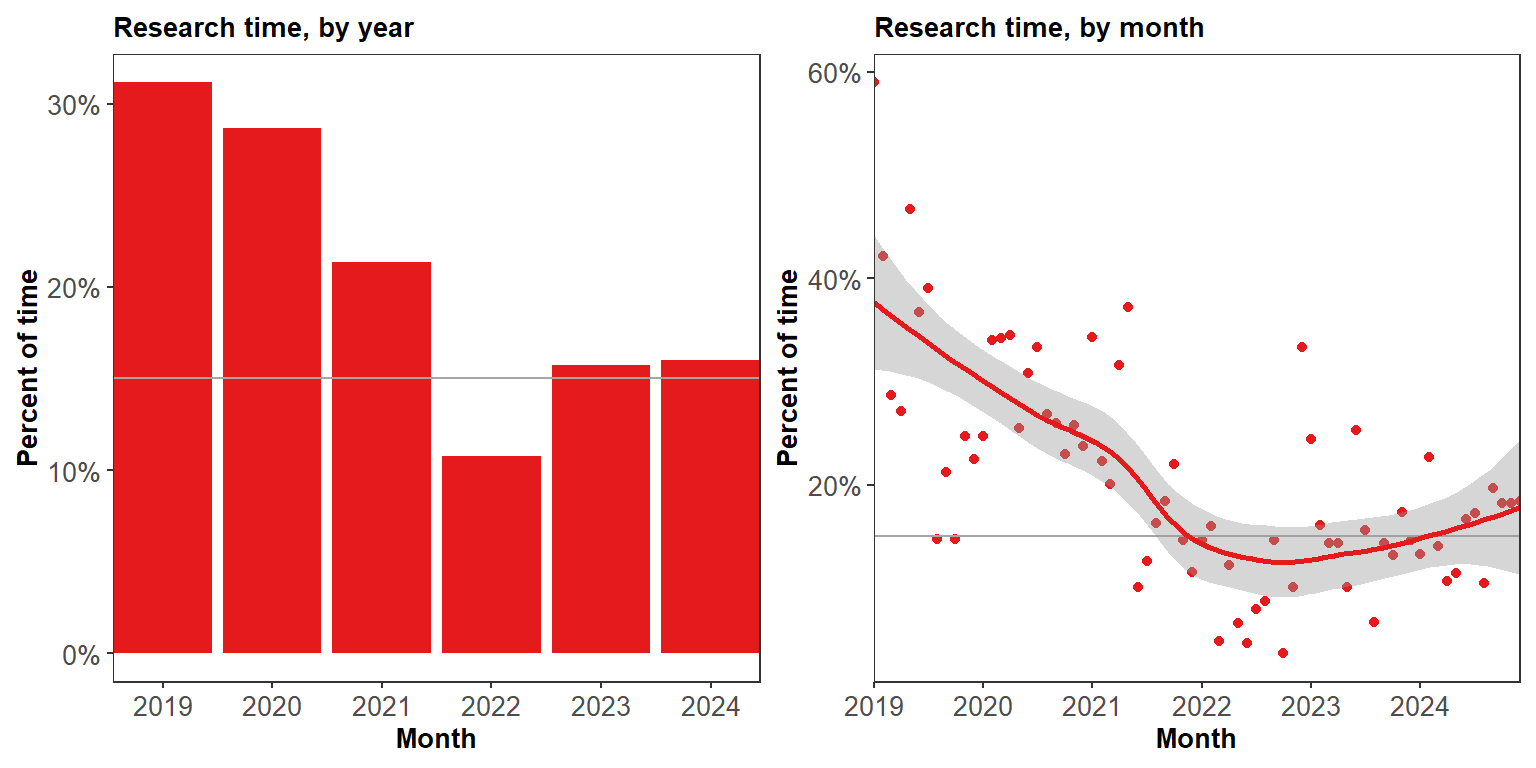 Research time, by year
Percent of time
30%
20%
10%
0%
2019 2020 2021 2022 2023 2024
Month
Research time, by month
Percent of time
60%
40%
20%
2019 2020 2021 2022 2023 2024
Month